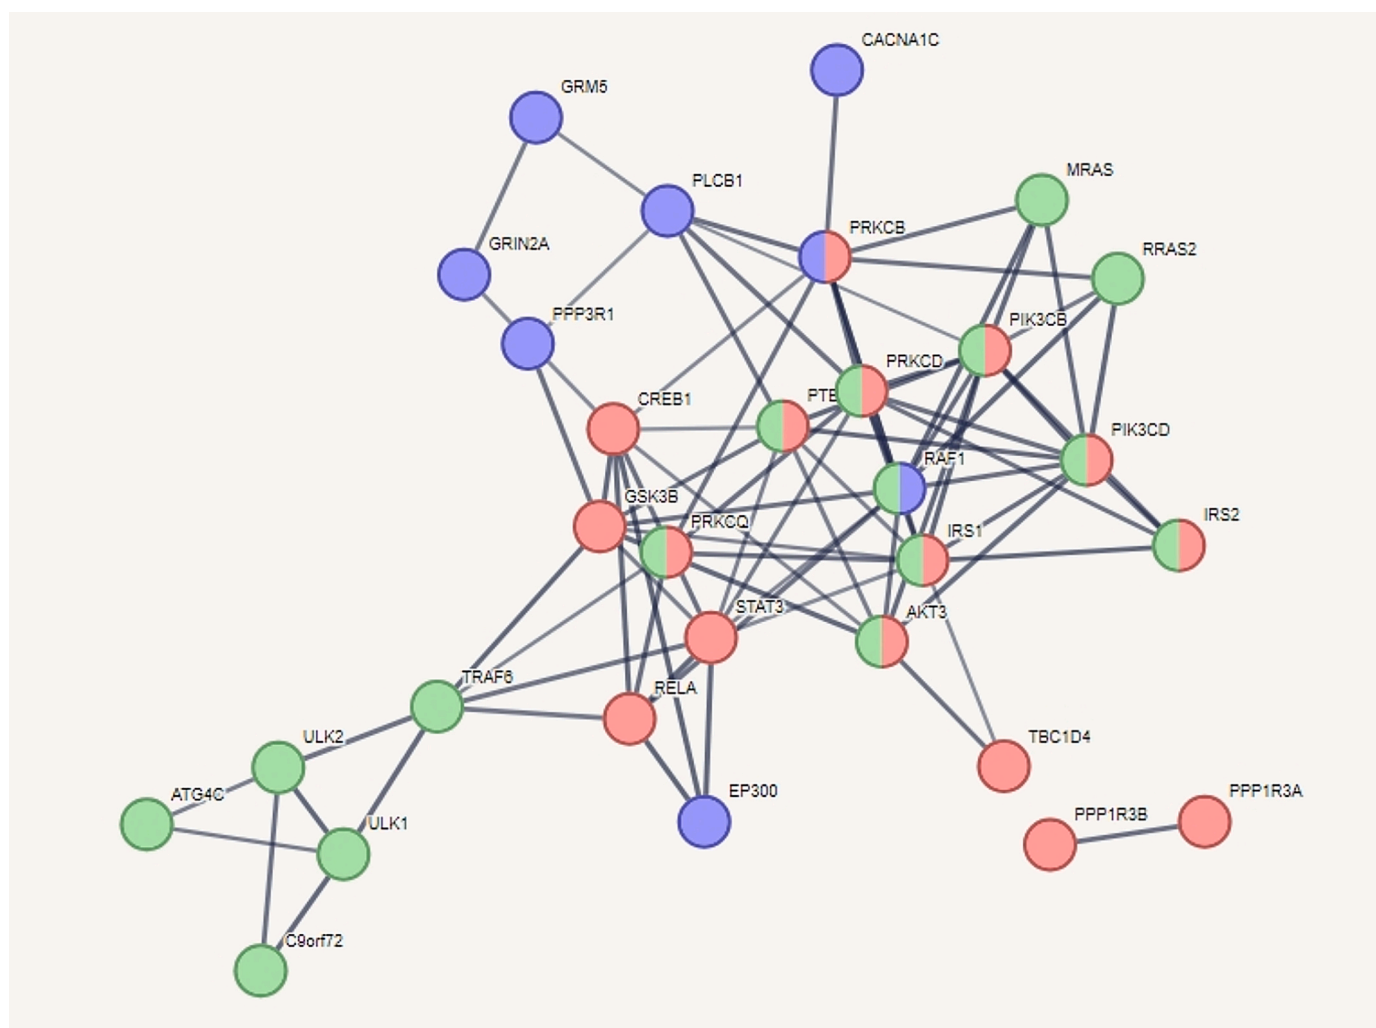 CACNA1C
GRM5
MRAS
PLCB1
PRKCB
GRIN2A
RRAS2
PPP3R1
PIK3CB
PRKCD
CREB1
PIK3CD
RAF1
GSK3B
IRS2
PRKCQ
IRS1
STAT3
AKT3
TRAF6
RELA
ULK2
TBC1D4
EP300
PPP1R3A
ATG4C
PPP1R3B
ULK1
C9orf72